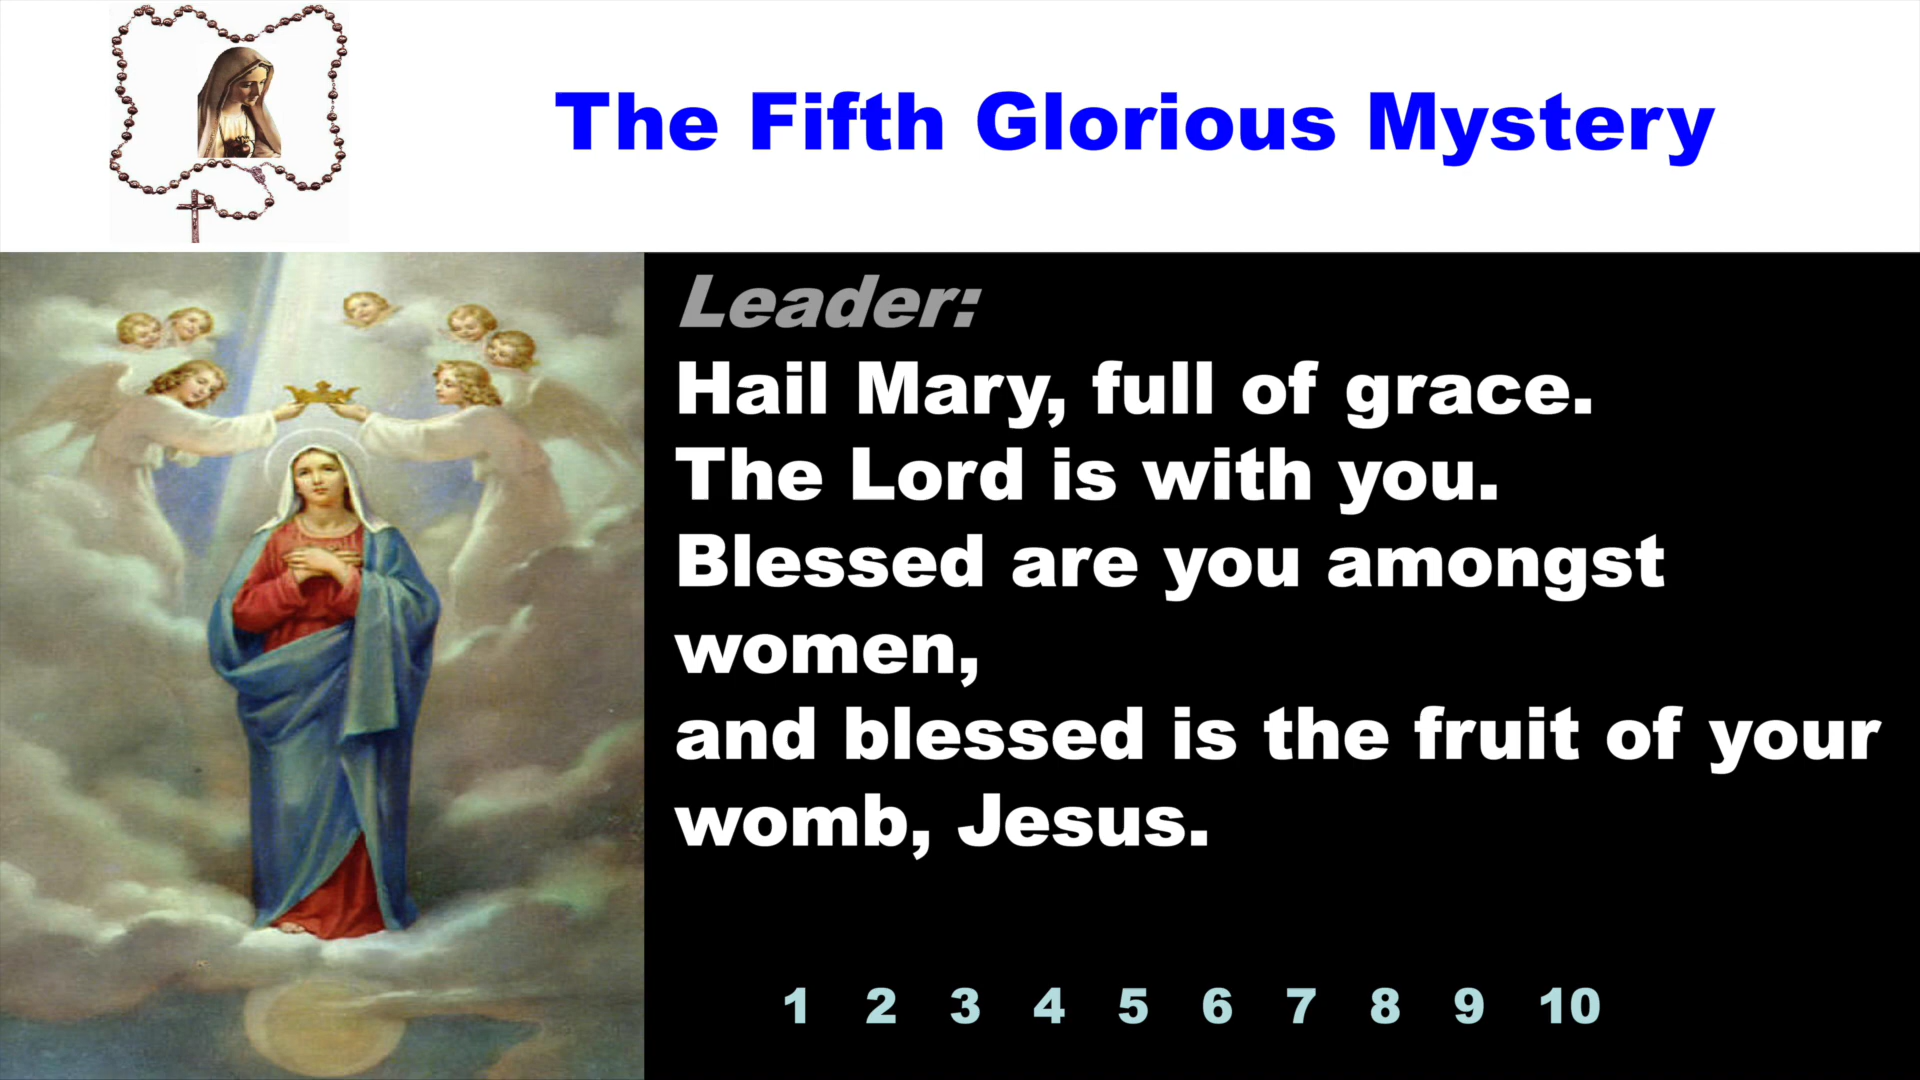 The Fifth Glorious Mystery
Leader:
Hail Mary, full of grace.
The Lord is with you.
Blessed are you amongst
women,
and blessed is the fruit of your
womb, Jesus.
1 2 3 4 5 6 7 8 9 10